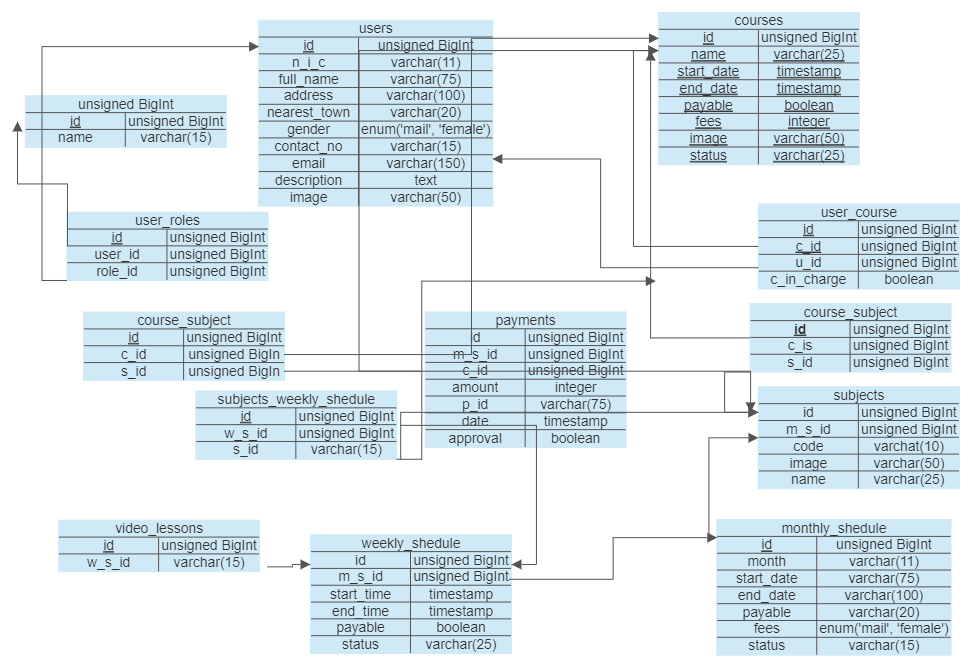 users
id unsigned BigInt
n_i_c varchar(11)
full_name varchar(75)
address varchar(100)
nearest_town varchar(20)
gender enum('mail', 'female')
contact_no varchar(15)
email varchar(150)
description text
image varchar(50)
courses
id unsigned BigInt
name varchar(25)
start_date timestamp
end_date timestamp
payable boolean
fees integer
image varchar(50)
status varchar(25)
unsigned BigInt
id unsigned BigInt
name varchar(15)
user_roles
id unsigned BigInt
user_id unsigned BigInt
role_id unsigned BigInt
user_course
id unsigned BigInt
c_id unsigned BigInt
u_id unsigned BigInt
c_in_charge boolean
course_subject
id unsigned BigInt
c_id unsigned BigIn
s_id unsigned BigIn
payments
id unsigned BigInt
m_s_id unsigned BigInt
c_id unsigned BigInt
amount integer
p_id varchar(75)
date timestamp
approval boolean
course_subject
id unsigned BigInt
c_is unsigned BigInt
s_id unsigned BigInt
subjects_weekly_shedule
id unsigned BigInt
w_s_id unsigned BigInt
s_id varchar(15)
subjects
id unsigned BigInt
m_s_id unsigned BigInt
code varchat(10)
image varchar(50)
name varchar(25)
video_lessons
id unsigned BigInt
w_s_id varchar(15)
weekly_shedule
id unsigned BigInt
m_s_id unsigned BigInt
start_time timestamp
end_time timestamp
payable boolean
status varchar(25)
monthly_shedule
id unsigned BigInt
month varchar(11)
start_date varchar(75)
end_date varchar(100)
payable varchar(20)
fees enum('mail', 'female')
status varchar(15)